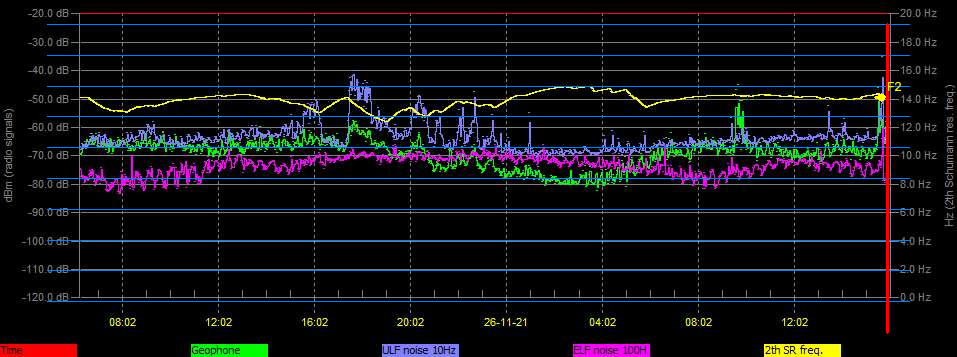 -20.0 dB 20.0 Hz
-30.0 dB 18.0 Hz
-40.0 dB 16.0 Hz
F2
-50.0 dB 14.0 Hz
-60.0 dB 12.0 Hz
-70.0 dB 10.0 Hz
-80.0 dB 8.0 Hz
-90.0 dB 6.0 Hz
-100.0 dB 4.0 Hz
-110.0 dB 2.0 Hz
-120.0 dB 0.0 Hz
dBm (radio signals)
Hz (2th Schumann res. freq.)
08:02 12:02 16:02 20:02 26-11-21 04:02 08:02 12:02
Time Geophone ULF noise 10Hz ELF noise 100H 2th SR freq.